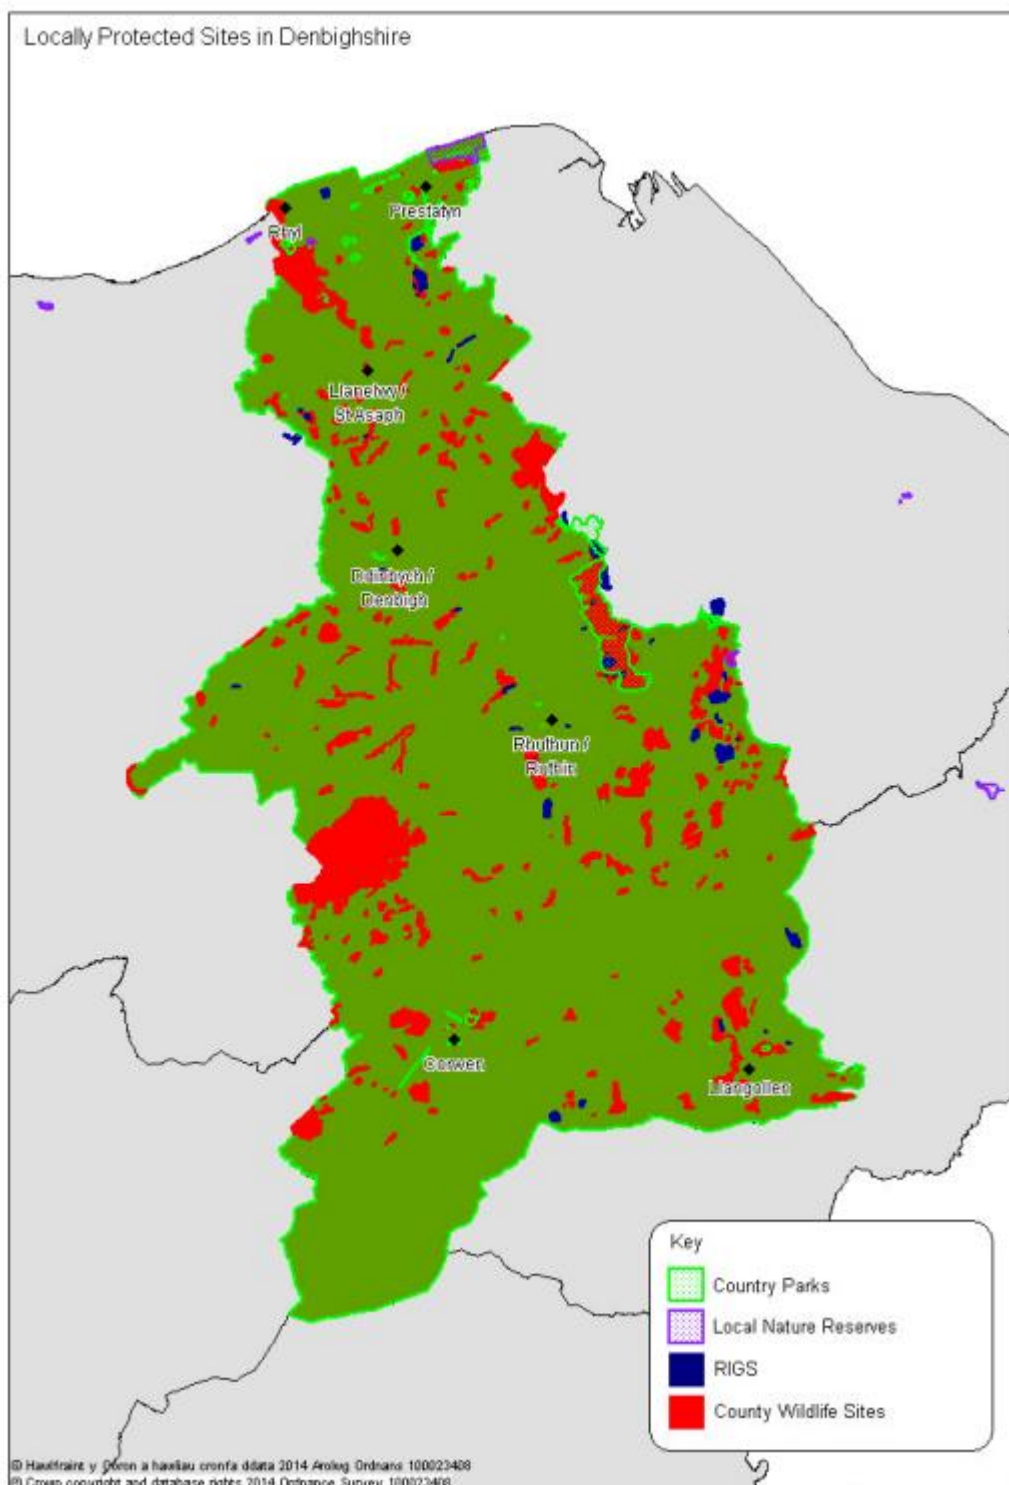 Locally Protected Sites in Denbighshire
Prestatyn
Rhyl
Llanelwy /
St Asaph
Dinbych /
Denbigh
Rhuthun /
Ruthin
Corwen
Llangollen
Key
Country Parks
Local Nature Reserves
RIGS
County Wildlife Sites
© Hawlfraint y Goron a hawliau cronfa ddata 2014 Arolwg Ordnans 100023408
© Crown copyright and database rights 2014 Ordnance Survey 100023408